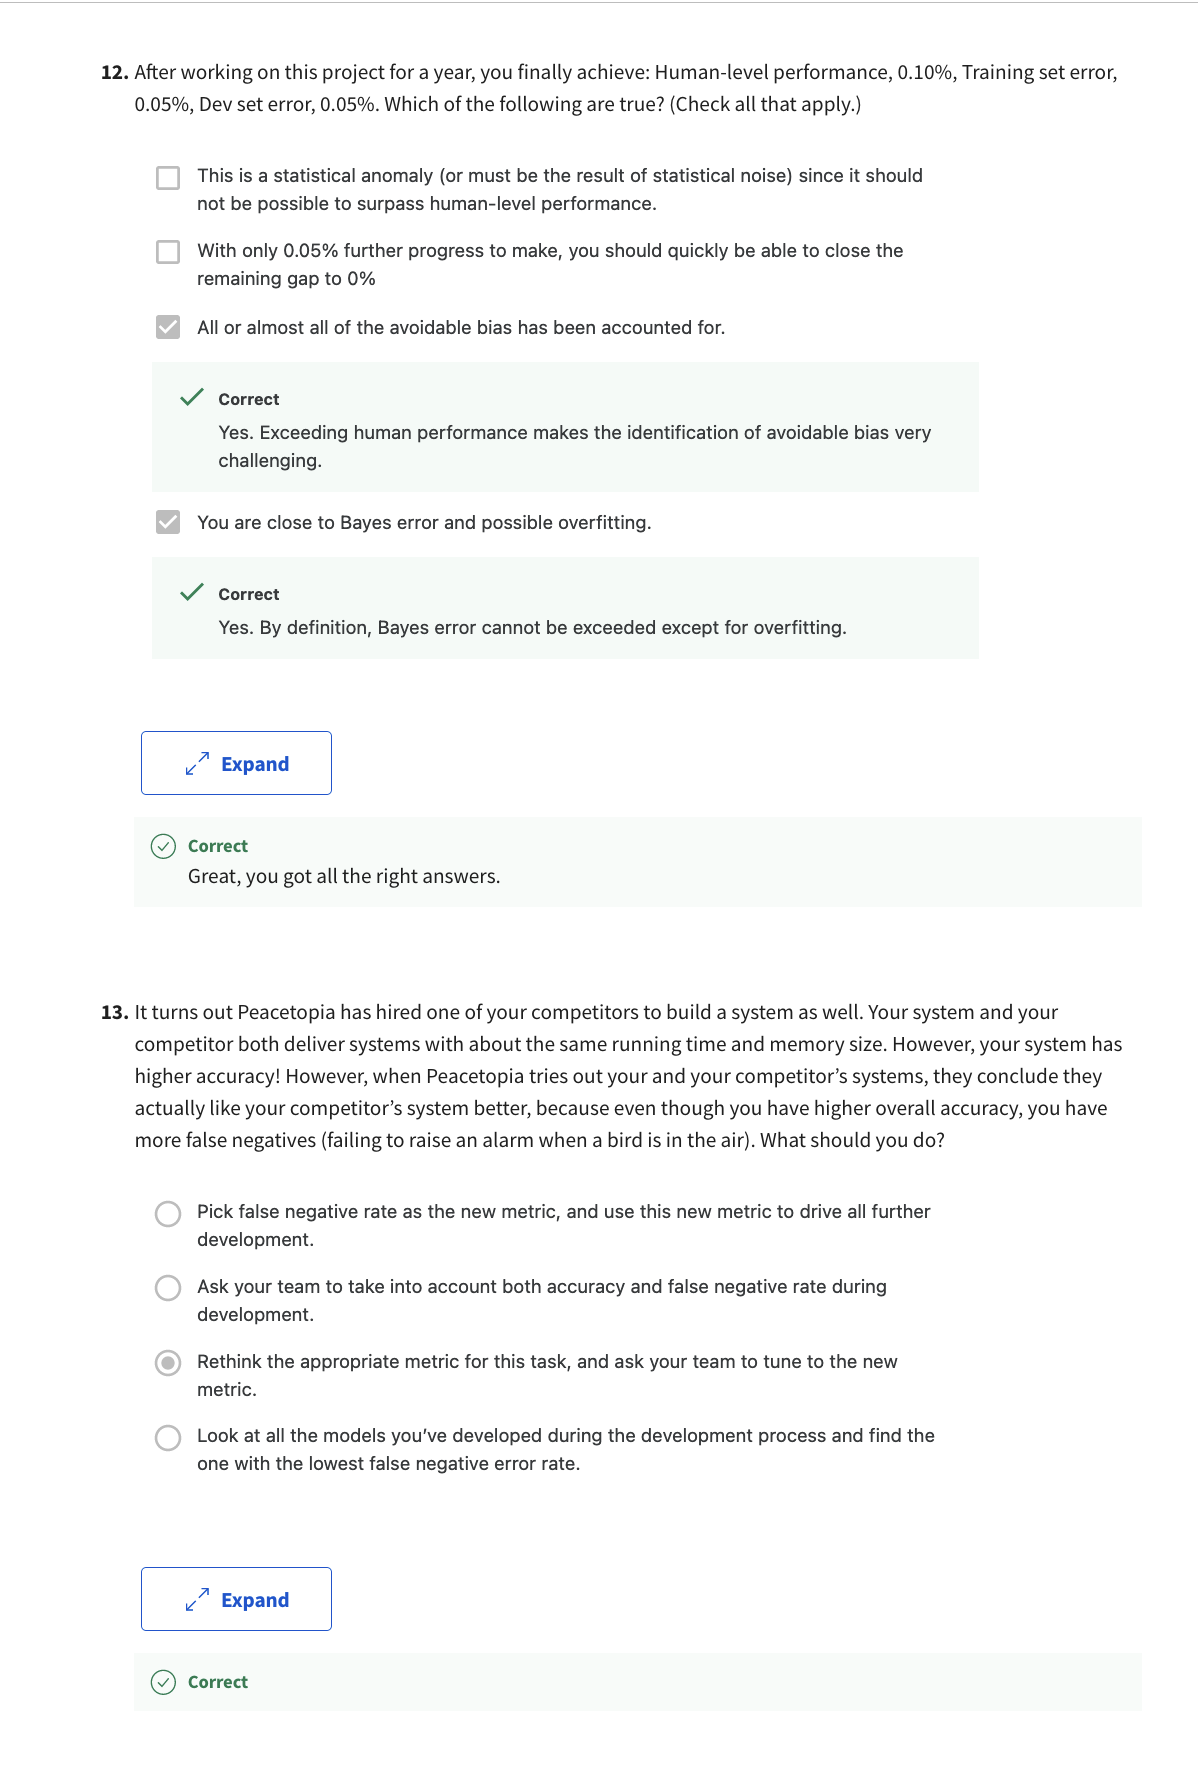 12. After working on this project for a year, you finally achieve: Human-level performance, 0.10%, Training set error,
0.05%, Dev set error, 0.05%. Which of the following are true? (Check all that apply.)
This is a statistical anomaly (or must be the result of statistical noise) since it should
not be possible to surpass human-level performance.
With only 0.05% further progress to make, you should quickly be able to close the
remaining gap to 0%
All or almost all of the avoidable bias has been accounted for.
Correct
Yes. Exceeding human performance makes the identification of avoidable bias very
challenging.
You are close to Bayes error and possible overfitting.
Correct
Yes. By definition, Bayes error cannot be exceeded except for overfitting.
Expand
Correct
Great, you got all the right answers.
13. It turns out Peacetopia has hired one of your competitors to build a system as well. Your system and your
competitor both deliver systems with about the same running time and memory size. However, your system has
higher accuracy! However, when Peacetopia tries out your and your competitor’s systems, they conclude they
actually like your competitor’s system better, because even though you have higher overall accuracy, you have
more false negatives (failing to raise an alarm when a bird is in the air). What should you do?
Pick false negative rate as the new metric, and use this new metric to drive all further
development.
Ask your team to take into account both accuracy and false negative rate during
development.
Rethink the appropriate metric for this task, and ask your team to tune to the new
metric.
Look at all the models you’ve developed during the development process and find the
one with the lowest false negative error rate.
Expand
Correct